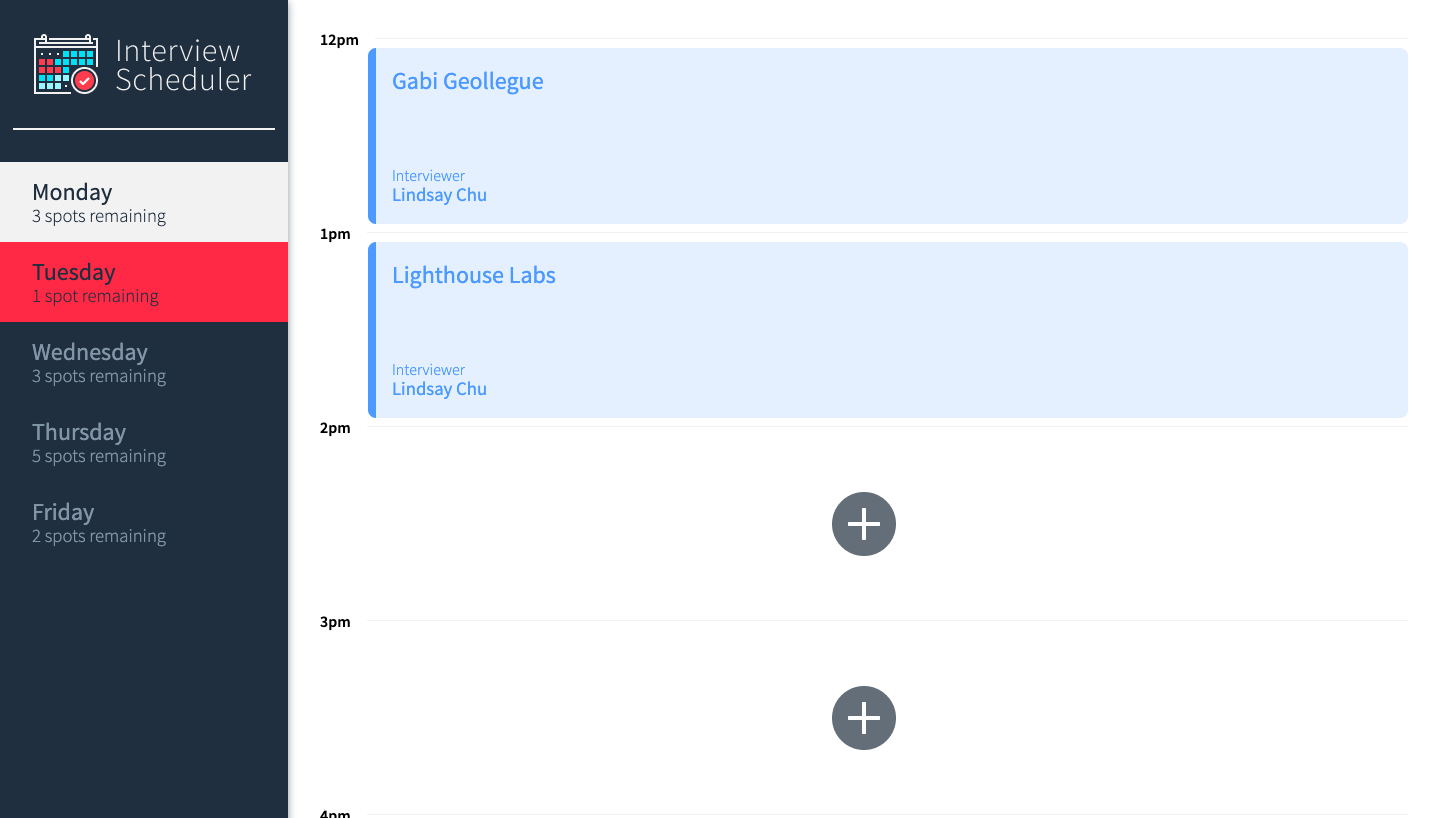 Interview
Scheduler
Monday
3 spots remaining
Tuesday
1 spot remaining
Wednesday
3 spots remaining
Thursday
5 spots remaining
Friday
2 spots remaining
12pm
Gabi Geollegue
Interviewer
Lindsay Chu
1pm
Lighthouse Labs
Interviewer
Lindsay Chu
2pm
3pm
4pm